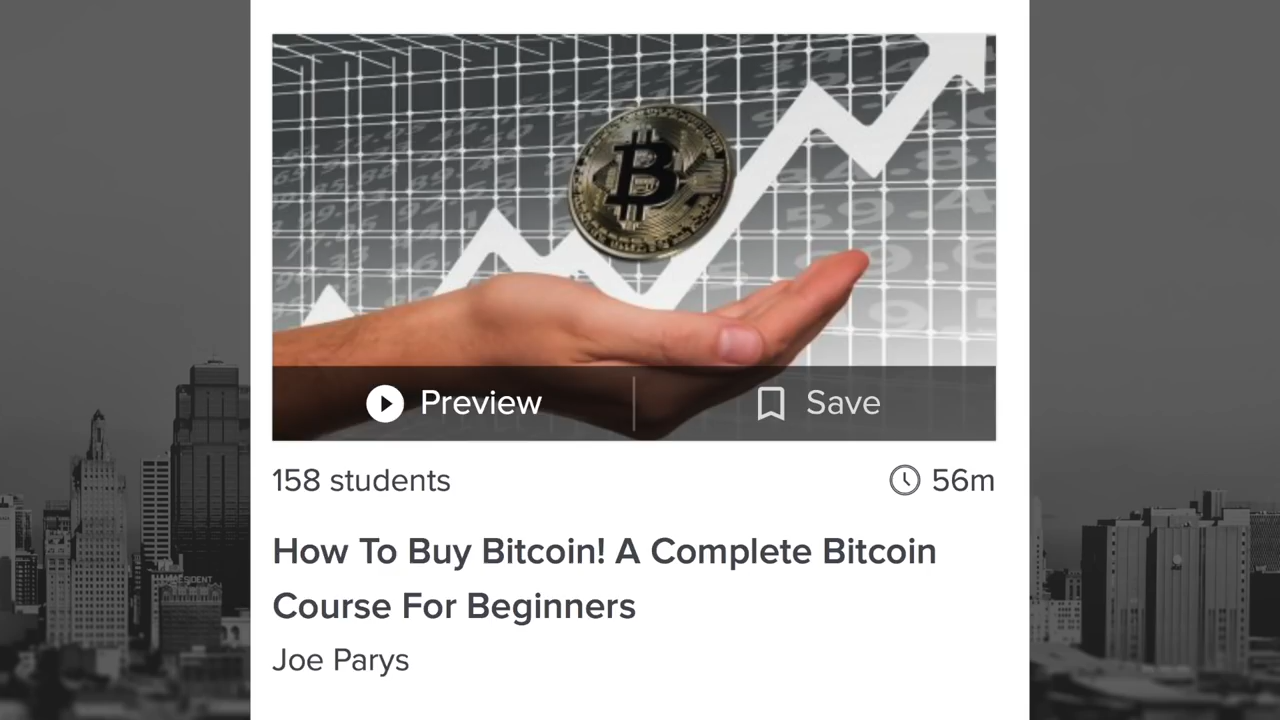 Preview
Save
158 students
56m
How To Buy Bitcoin! A Complete Bitcoin
Course For Beginners
Joe Parys